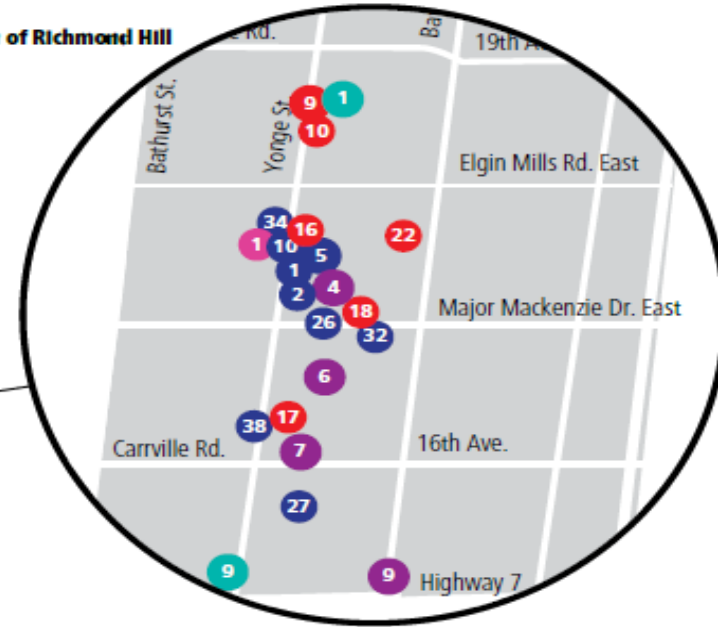 of Richmond Hill
Rd.
Ba
19th A
Bathurst St.
Yonge St
9
1
10
Elgin Mills Rd. East
34
16
22
1
10
5
1
2
4
18
Major Mackenzie Dr. East
26
32
6
17
38
7
Carrville Rd.
16th Ave.
27
9
9
Highway 7